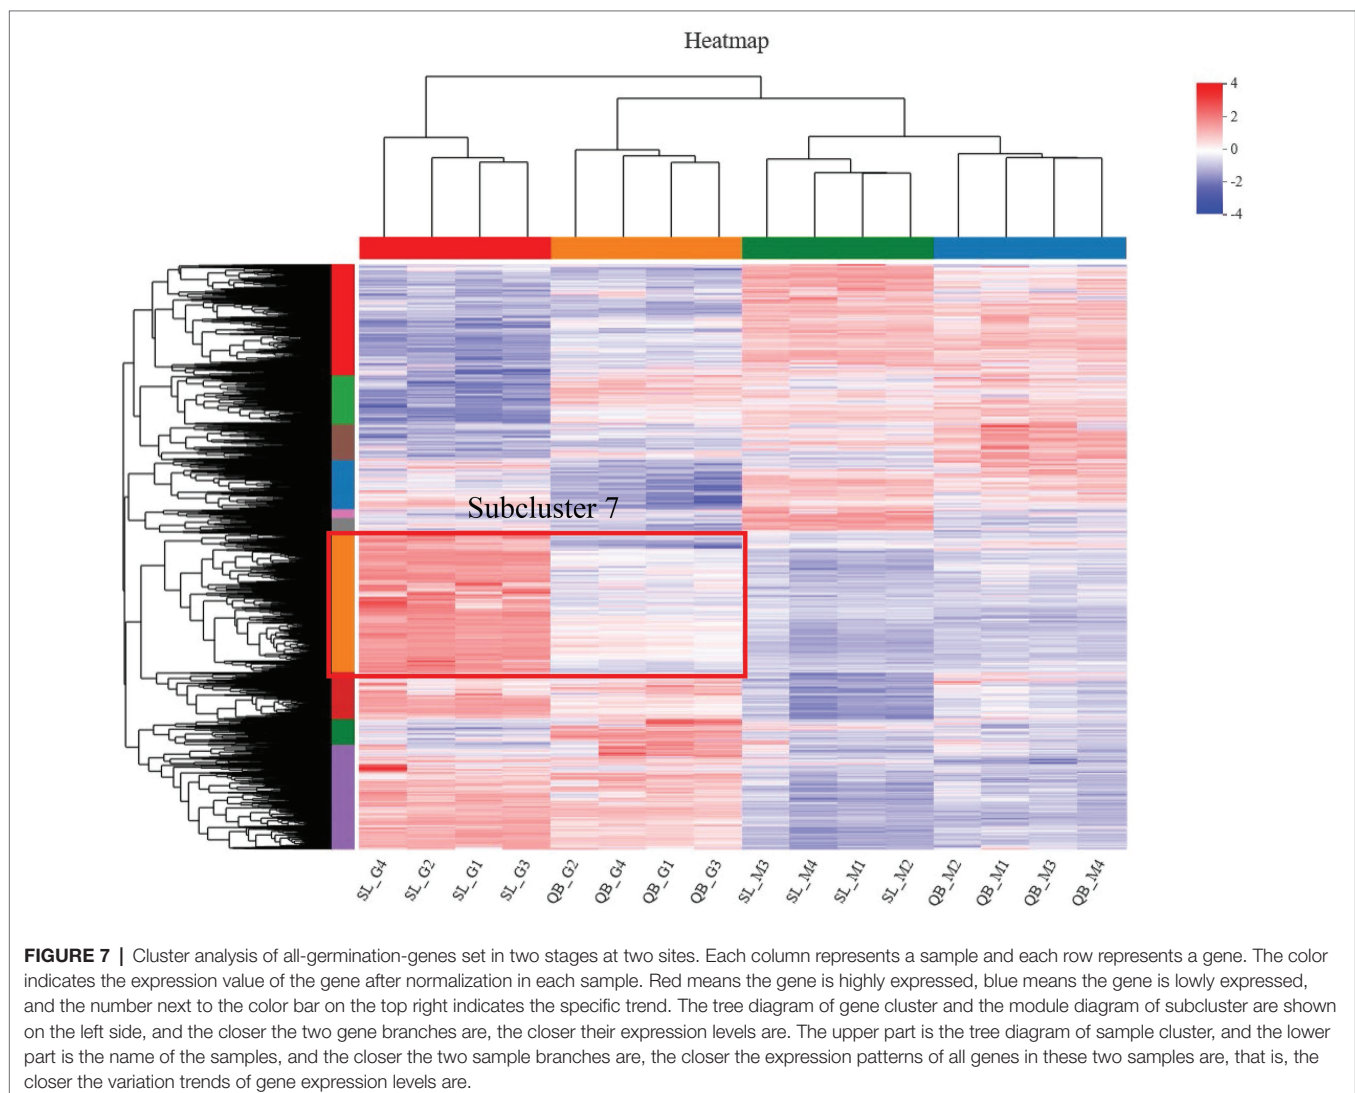 Heatmap
4
2
0
-2
-4
Subcluster 7
SL_G4
SL_G2
SL_G1
SL_G3
QB_G2
QB_G4
QB_G1
QB_G3
SL_M3
SL_M4
SL_M1
SL_M2
QB_M2
QB_M1
QB_M3
QB_M4
FIGURE 7 | Cluster analysis of all-germination-genes set in two stages at two sites. Each column represents a sample and each row represents a gene. The color
indicates the expression value of the gene after normalization in each sample. Red means the gene is highly expressed, blue means the gene is lowly expressed,
and the number next to the color bar on the top right indicates the specific trend. The tree diagram of gene cluster and the module diagram of subcluster are shown
on the left side, and the closer the two gene branches are, the closer their expression levels are. The upper part is the tree diagram of sample cluster, and the lower
part is the name of the samples, and the closer the two sample branches are, the closer the expression patterns of all genes in these two samples are, that is, the
closer the variation trends of gene expression levels are.